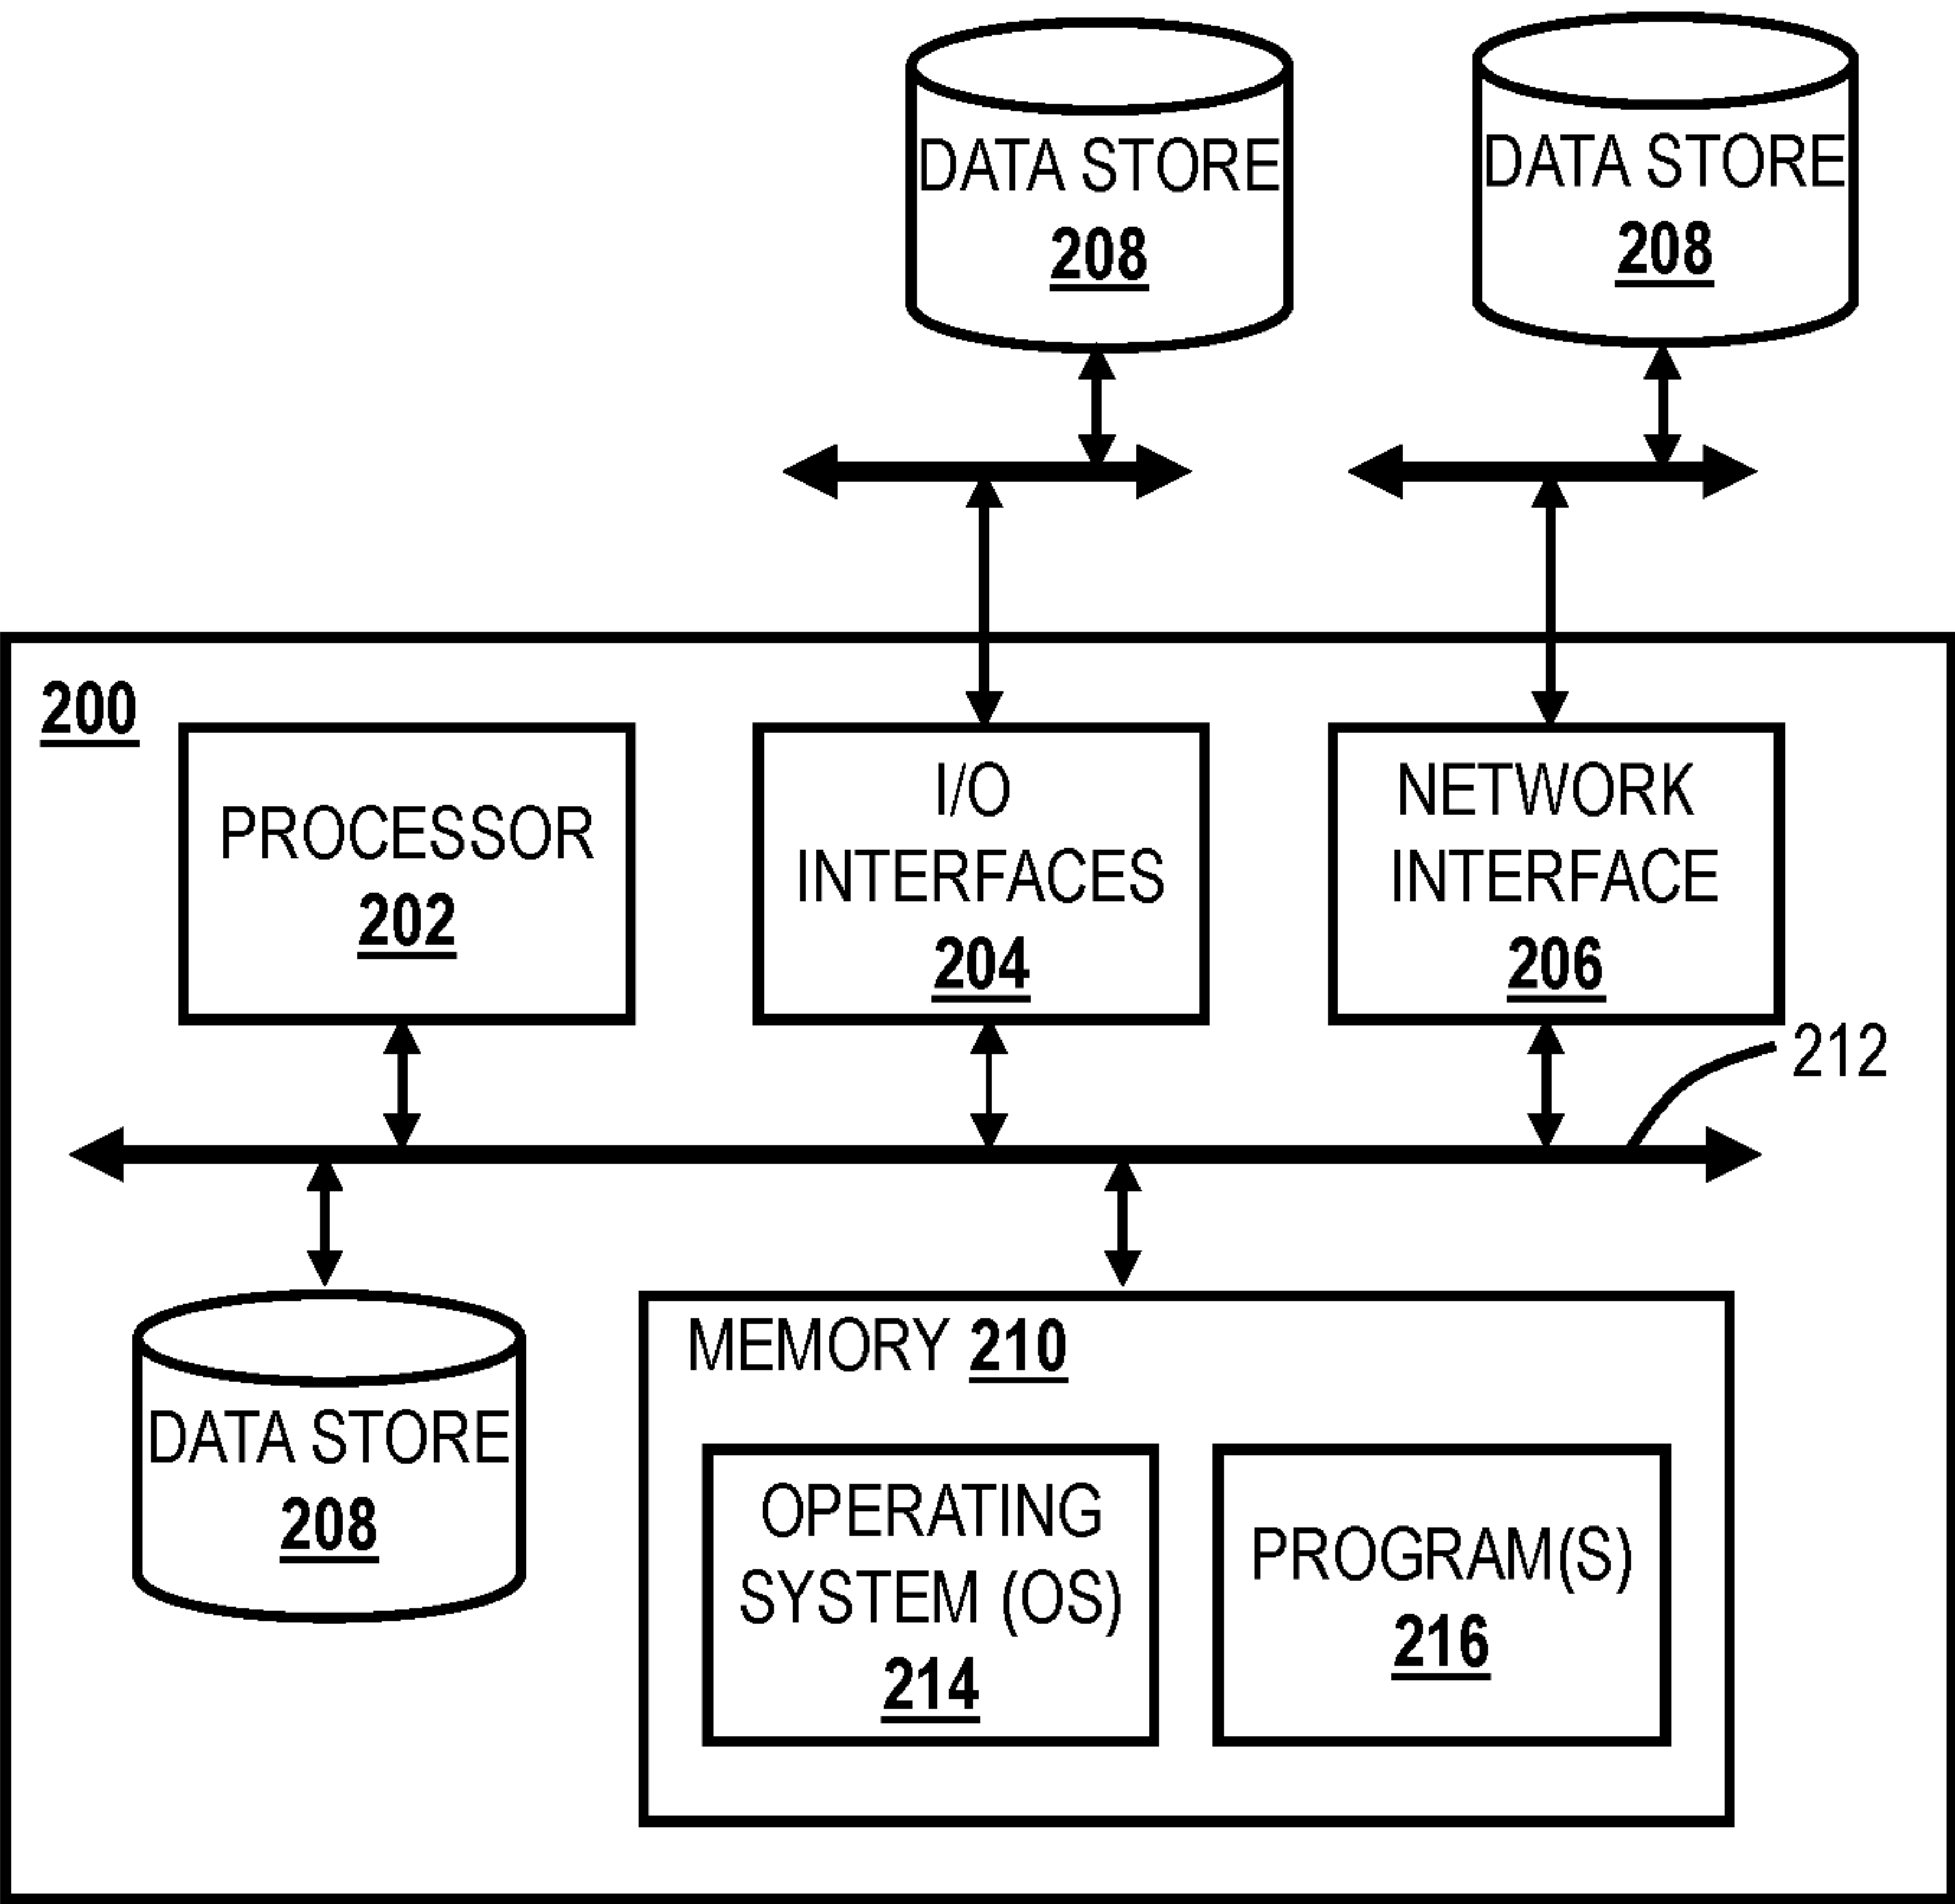 DATA STORE
208
DATA STORE
208
200
PROCESSOR
202
I/O
INTERFACES
204
NETWORK
INTERFACE
206
212
DATA STORE
208
MEMORY 210
OPERATING
SYSTEM (OS)
214
PROGRAM(S)
216